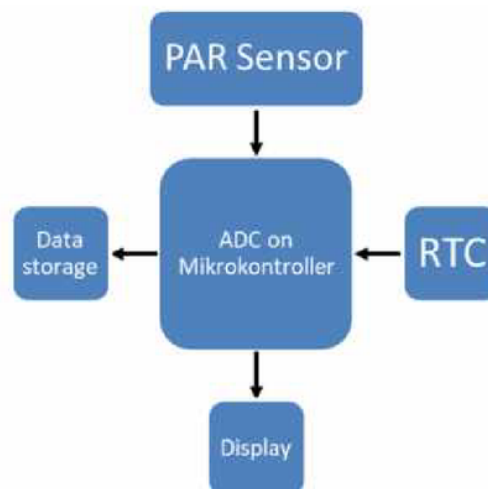 PAR Sensor
Data
storage
ADC on
Mikrokontroller
RTC
Display